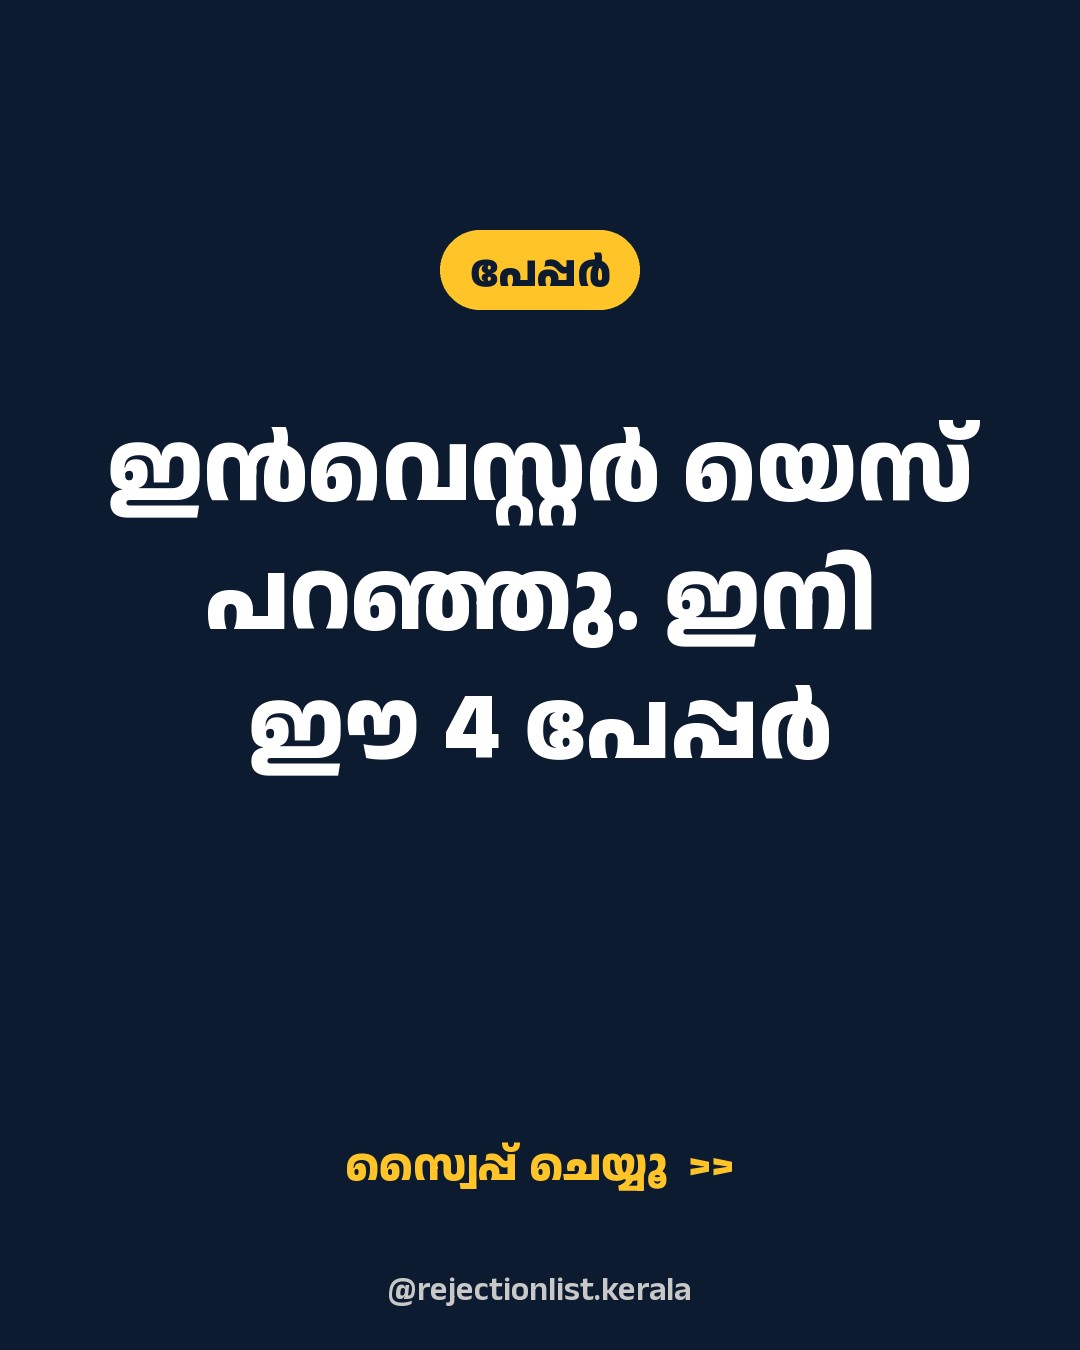 പേപ്പർ
ഇൻവെസ്റ്റർ യെസ്
പറഞ്ഞു. ഇനി
ഈ 4 പേപ്പർ
സ്വൈപ്പ് ചെയ്യൂ >>
@rejectionlist.kerala